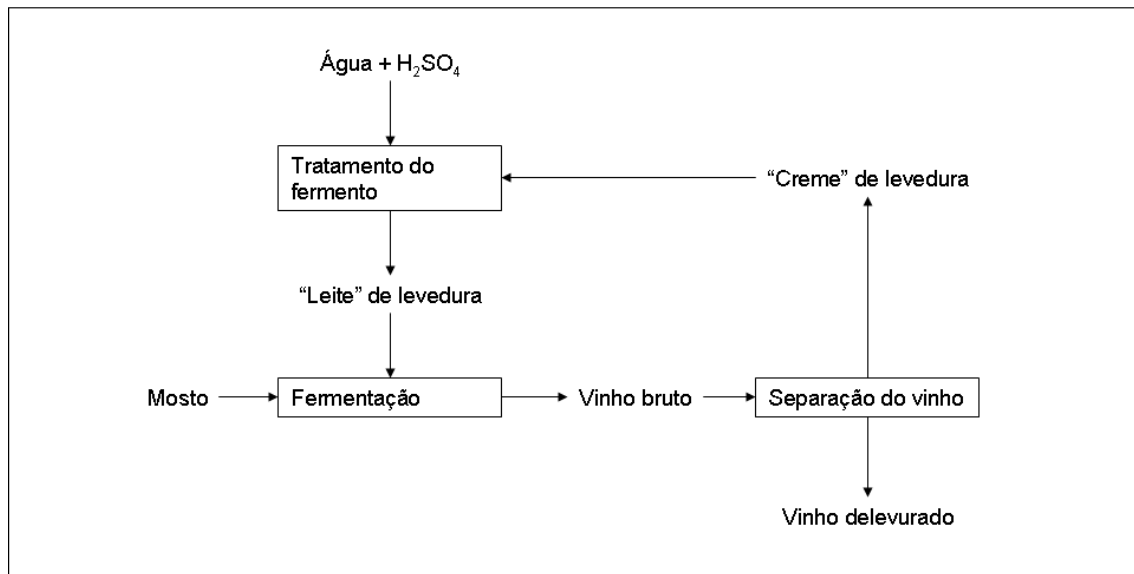 Água + H₂SO₄
Tratamento do
fermento
“Creme” de levedura
“Leite” de levedura
Mosto
Fermentação
Vinho bruto
Separação do vinho
Vinho delevurado